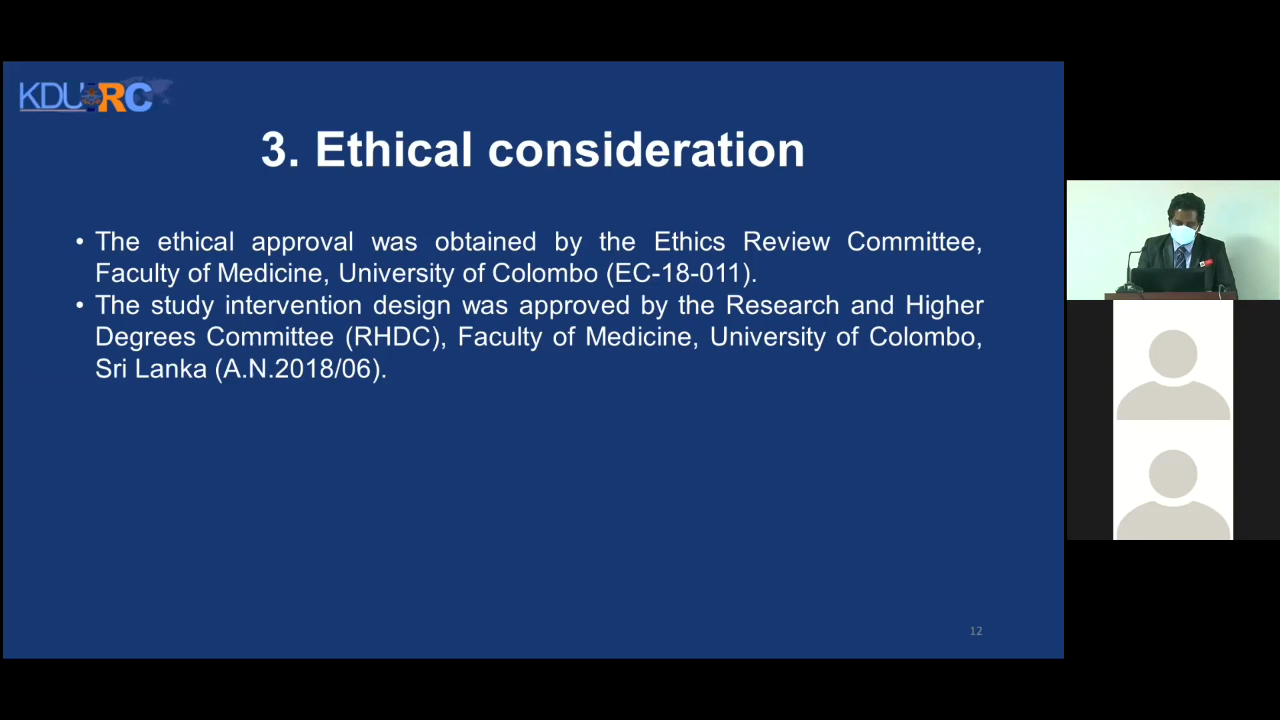 KDU RC
3. Ethical consideration
• The ethical approval was obtained by the Ethics Review Committee,
Faculty of Medicine, University of Colombo (EC-18-011).
• The study intervention design was approved by the Research and Higher
Degrees Committee (RHDC), Faculty of Medicine, University of Colombo,
Sri Lanka (A.N.2018/06).
12